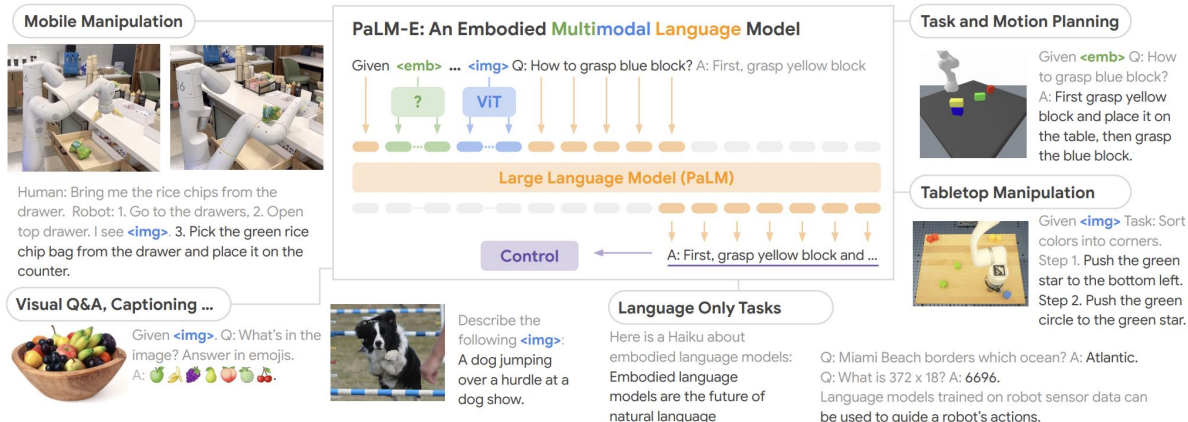 Mobile Manipulation
Human: Bring me the rice chips from the
drawer. Robot: 1. Go to the drawers, 2. Open
top drawer. I see <img>. 3. Pick the green rice
chip bag from the drawer and place it on the
counter.
Visual Q&A, Captioning ...
Given <img>. Q: What's in the
image? Answer in emojis.
A: 🍏🍌🍇🍐🍑🍈🍒.
PaLM-E: An Embodied Multimodal Language Model
Given <emb> ... <img> Q: How to grasp blue block? A: First, grasp yellow block
?
ViT
Large Language Model (PaLM)
Control
A: First, grasp yellow block and ...
Describe the
following <img>:
A dog jumping
over a hurdle at a
dog show.
Language Only Tasks
Here is a Haiku about
embodied language models:
Embodied language
models are the future of
natural language
Q: Miami Beach borders which ocean? A: Atlantic.
Q: What is 372 x 18? A: 6696.
Language models trained on robot sensor data can
be used to guide a robot's actions.
Task and Motion Planning
Given <emb> Q: How
to grasp blue block?
A: First grasp yellow
block and place it on
the table, then grasp
the blue block.
Tabletop Manipulation
Given <img> Task: Sort
colors into corners.
Step 1. Push the green
star to the bottom left.
Step 2. Push the green
circle to the green star.